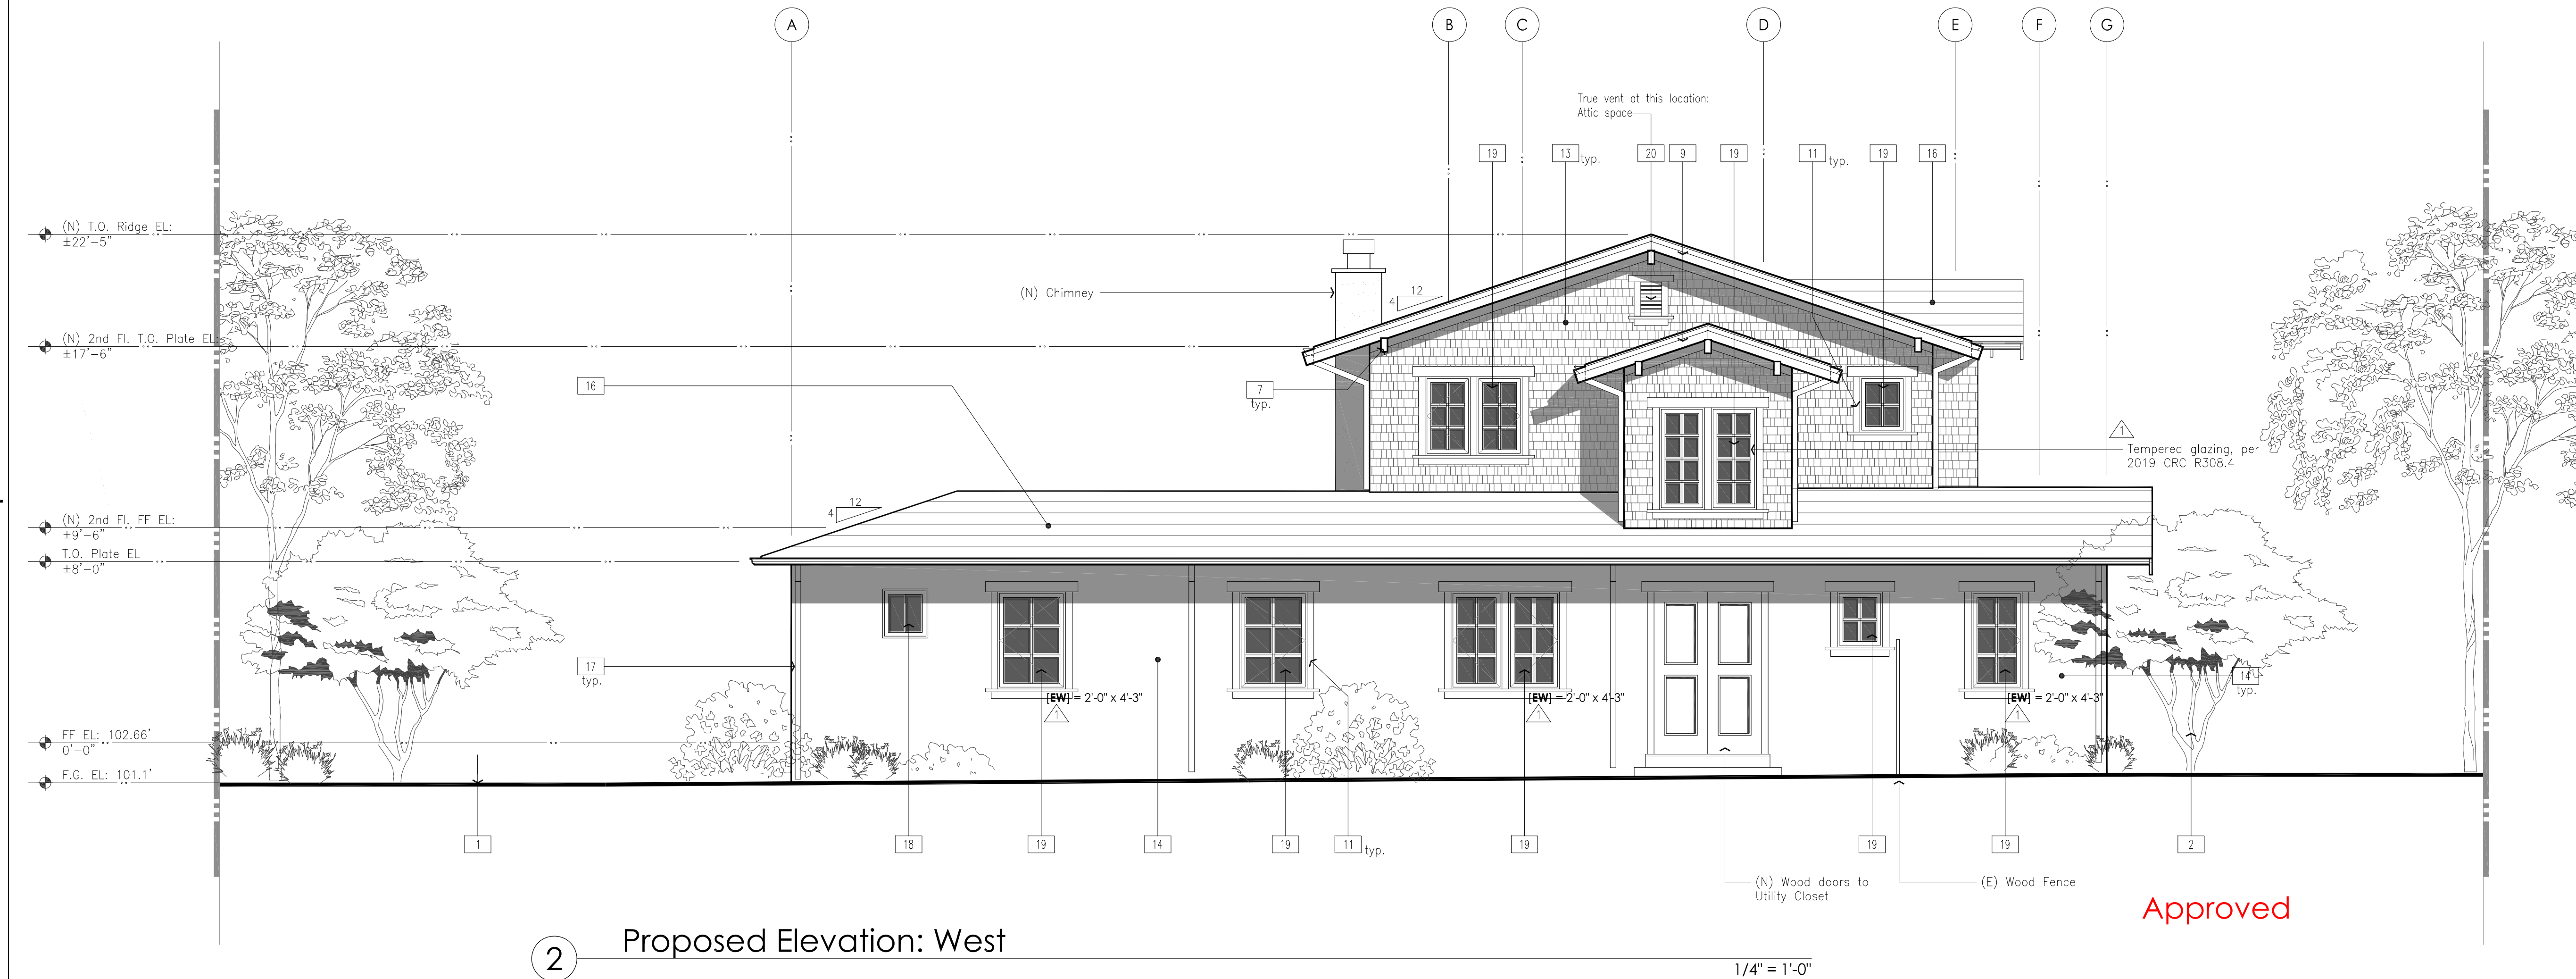 A
B
C
D
E
F
G
True vent at this location:
Attic space
19
13 typ.
20
9
19
11 typ.
19
16
(N) T.O. Ridge EL:
±22'-5"
(N) Chimney
12
4
(N) 2nd Fl. T.O. Plate EL:
±17'-6"
16
7
typ.
1
Tempered glazing, per
2019 CRC R308.4
12
4
(N) 2nd Fl. FF EL:
±9'-6"
T.O. Plate EL
±8'-0"
17
typ.
14
typ.
[EW] = 2'-0" x 4'-3"
1
[EW] = 2'-0" x 4'-3"
1
[EW] = 2'-0" x 4'-3"
1
FF EL: 102.66'
0'-0"
F.G. EL: 101.1'
1
18
19
14
19
11 typ.
19
19
19
2
(N) Wood doors to
Utility Closet
(E) Wood Fence
Approved
2
Proposed Elevation: West
1/4" = 1'-0"